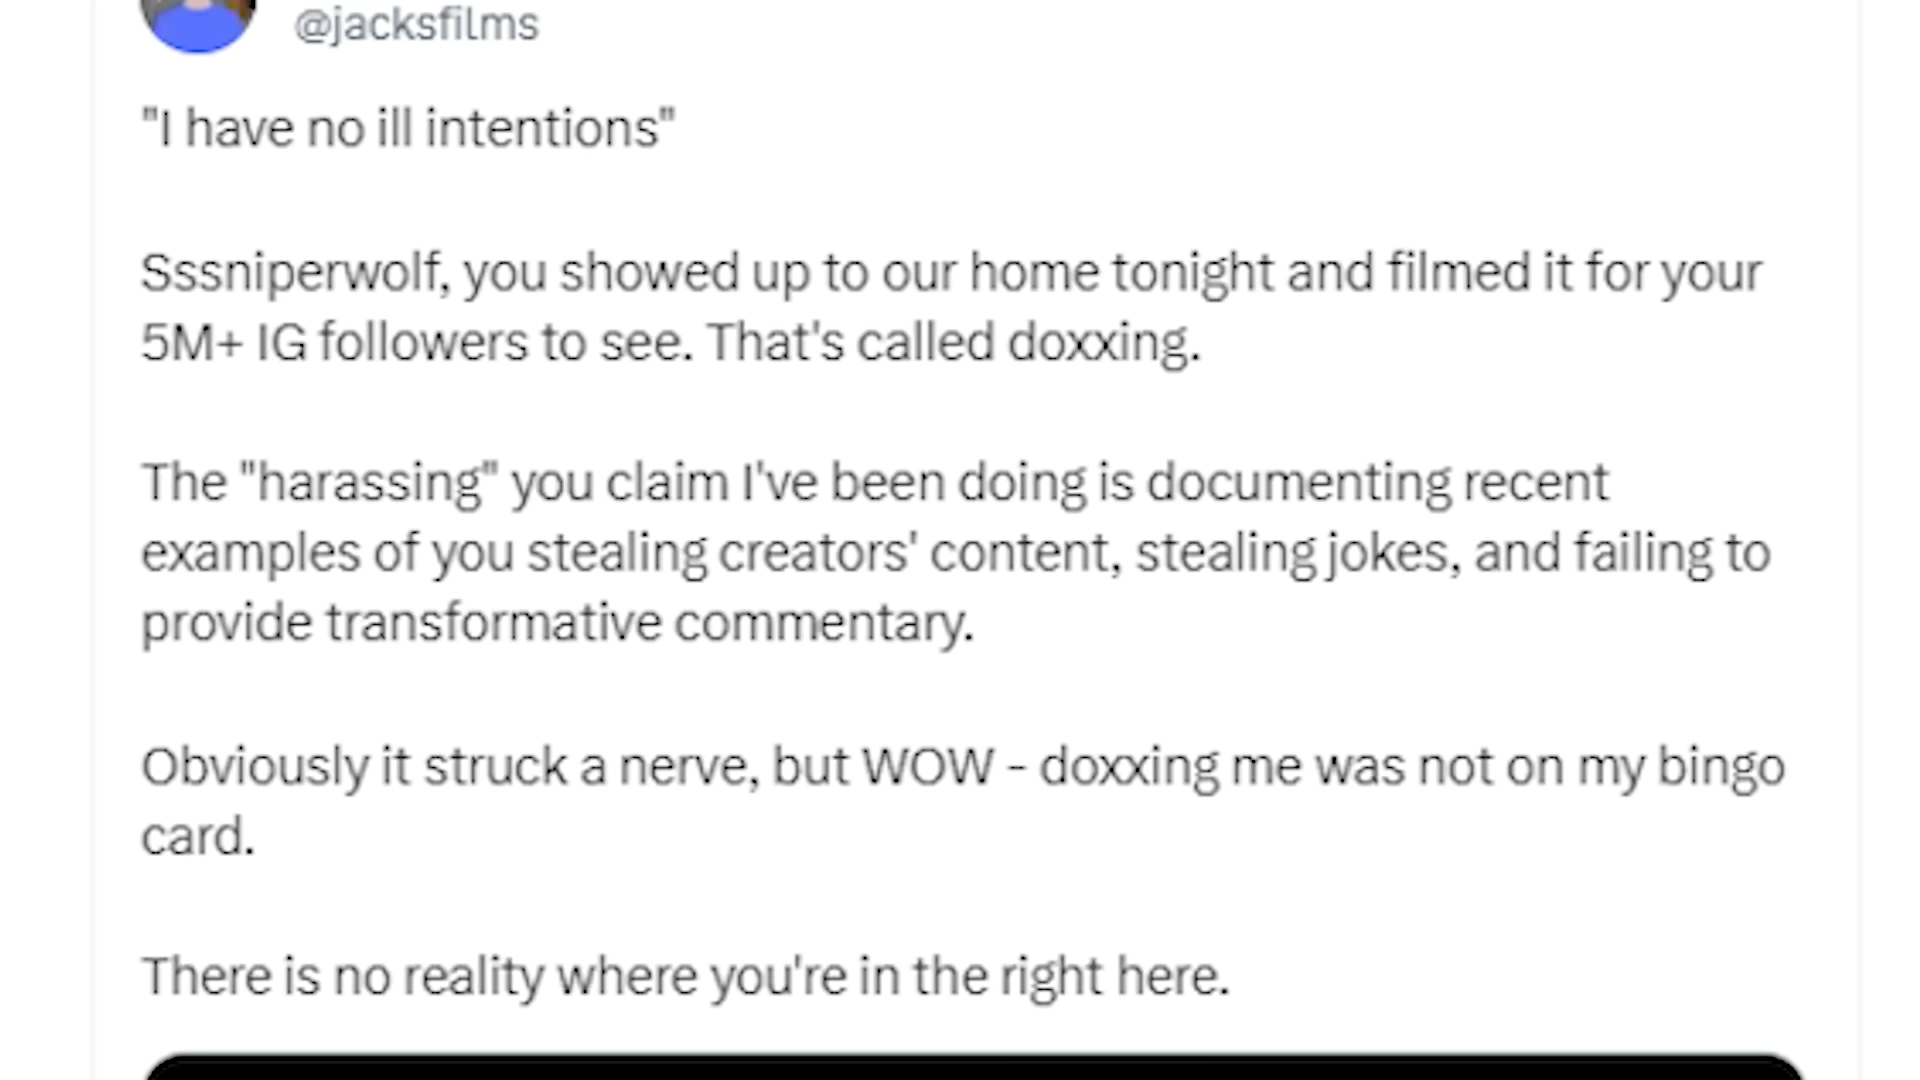 @jacksfilms
"I have no ill intentions"
Sssniperwolf, you showed up to our home tonight and filmed it for your
5M+ IG followers to see. That's called doxxing.
The "harassing" you claim I've been doing is documenting recent
examples of you stealing creators' content, stealing jokes, and failing to
provide transformative commentary.
Obviously it struck a nerve, but WOW - doxxing me was not on my bingo
card.
There is no reality where you're in the right here.